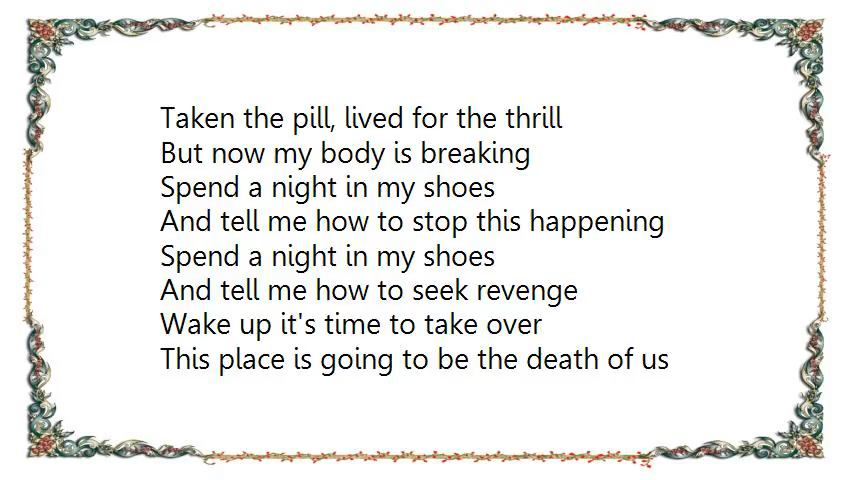 Taken the pill, lived for the thrill
But now my body is breaking
Spend a night in my shoes
And tell me how to stop this happening
Spend a night in my shoes
And tell me how to seek revenge
Wake up it's time to take over
This place is going to be the death of us